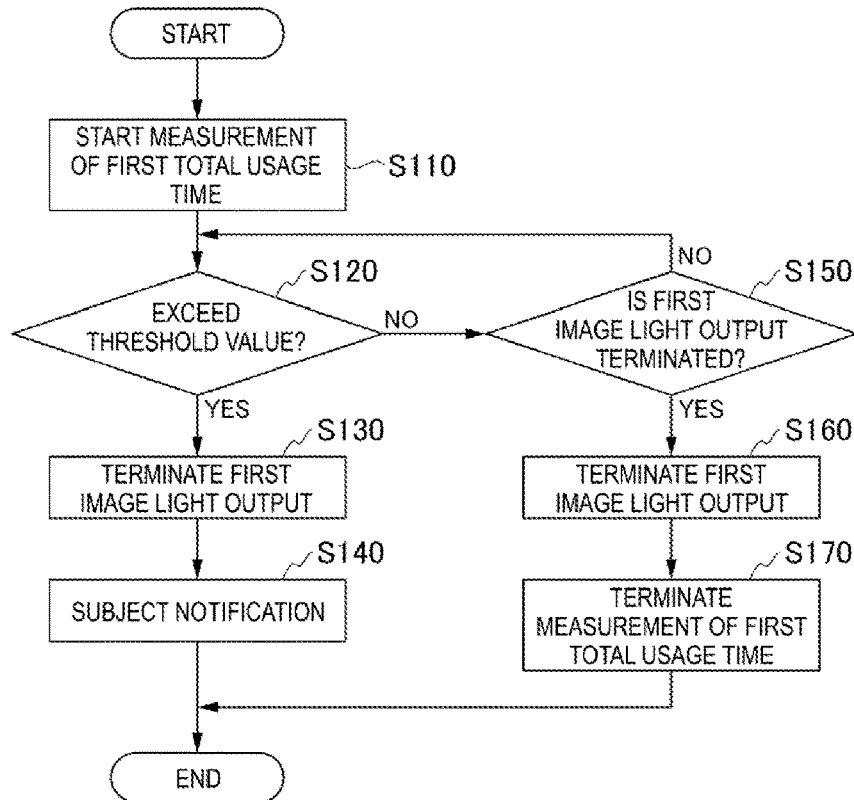 START
START MEASUREMENT
OF FIRST TOTAL USAGE
TIME
S110
S120
EXCEED
THRESHOLD VALUE?
NO
YES
S130
TERMINATE FIRST
IMAGE LIGHT OUTPUT
S140
SUBJECT NOTIFICATION
NO
S150
IS FIRST
IMAGE LIGHT OUTPUT
TERMINATED?
YES
S160
TERMINATE FIRST
IMAGE LIGHT OUTPUT
S170
TERMINATE
MEASUREMENT OF FIRST
TOTAL USAGE TIME
END